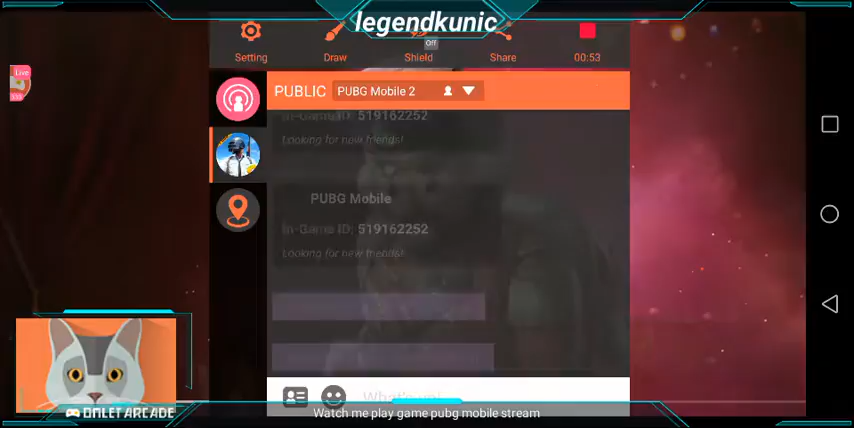 legendkunic
Off
Setting
Draw
Shield
Share
00:53
Live
PUBLIC
PUBG Mobile 2
In-Game ID: 519162252
Looking for new friends!
PUBG Mobile
In-Game ID: 519162252
Looking for new friends!
What's up!
OMLET ARCADE
Watch me play game pubg mobile stream